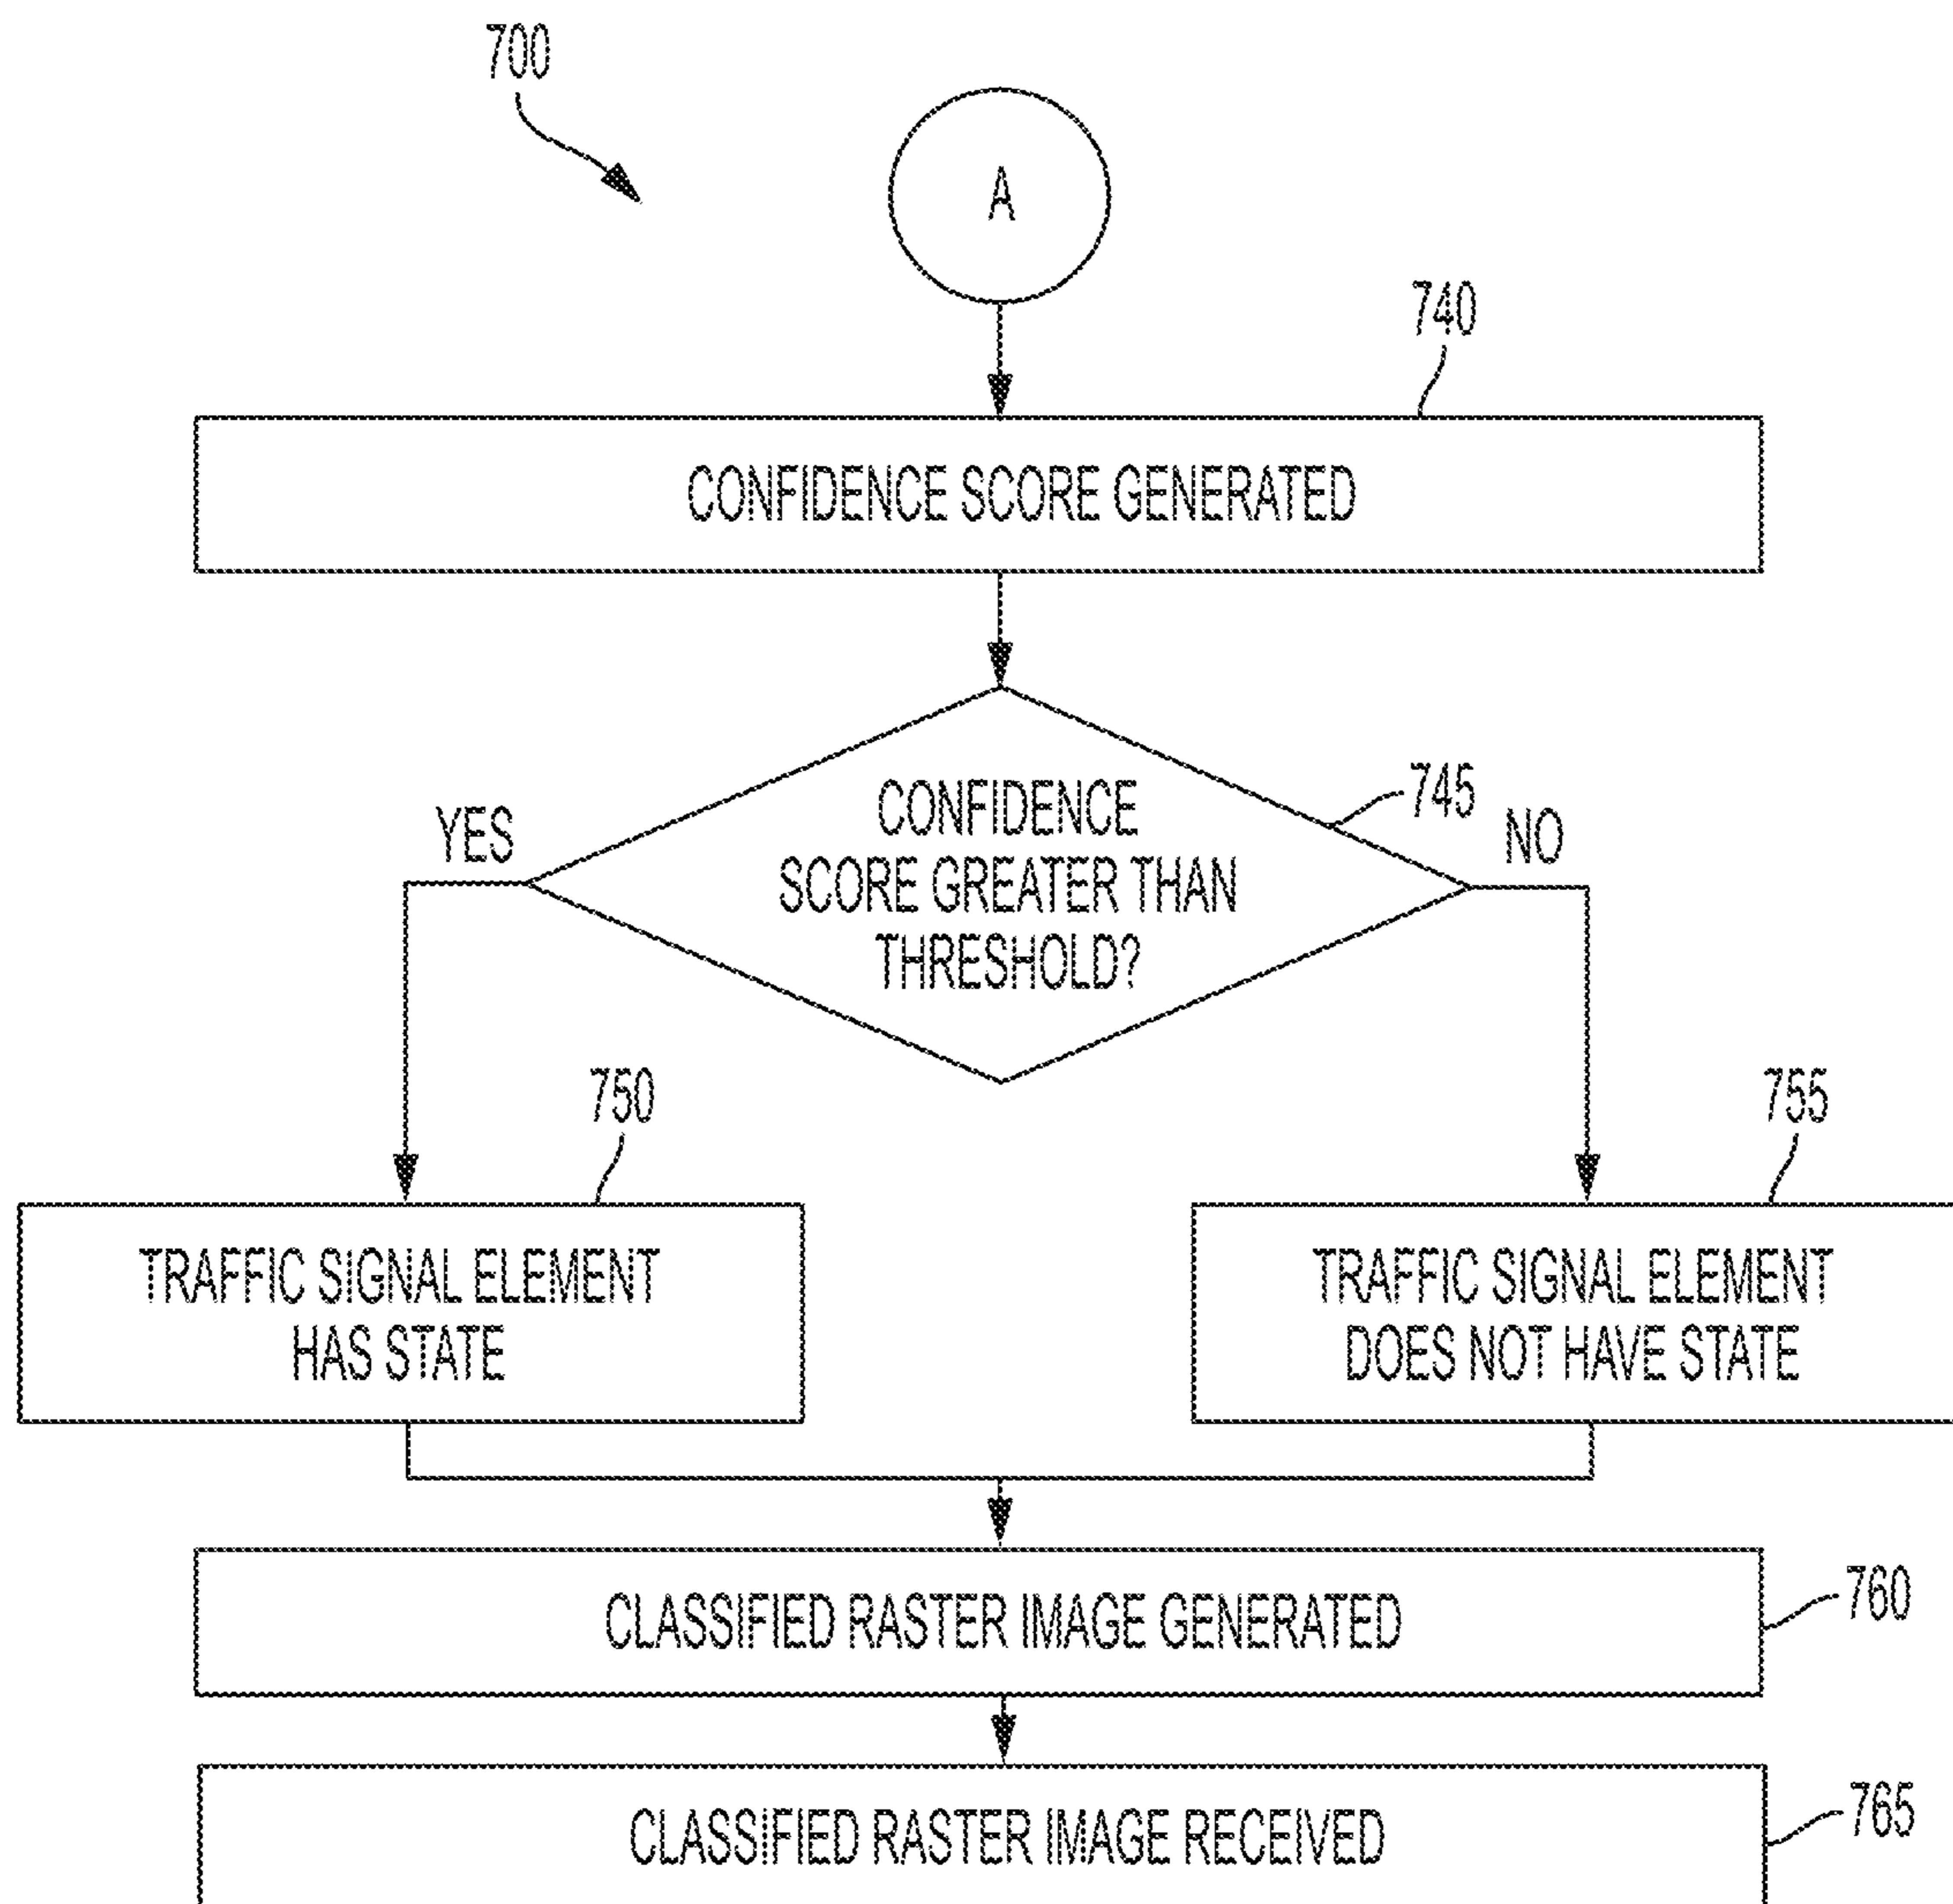 700
A
740
CONFIDENCE SCORE GENERATED
745
YES
NO
CONFIDENCE
SCORE GREATER THAN
THRESHOLD?
750
755
TRAFFIC SIGNAL ELEMENT
HAS STATE
TRAFFIC SIGNAL ELEMENT
DOES NOT HAVE STATE
CLASSIFIED RASTER IMAGE GENERATED
760
CLASSIFIED RASTER IMAGE RECEIVED
765